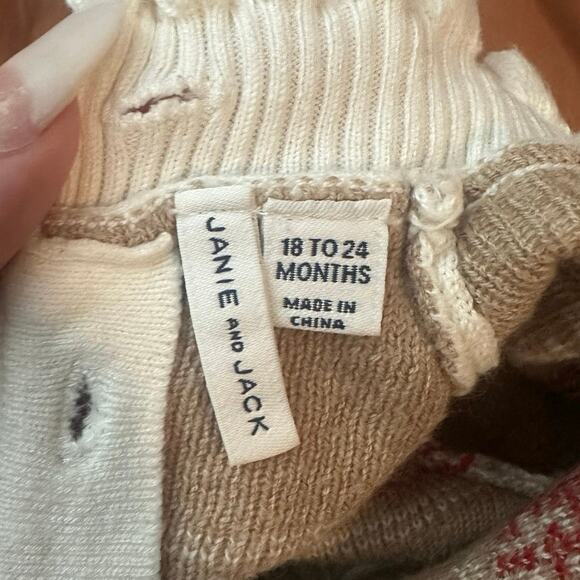 JANIE AND JACK
18 TO 24
MONTHS
MADE IN
CHINA